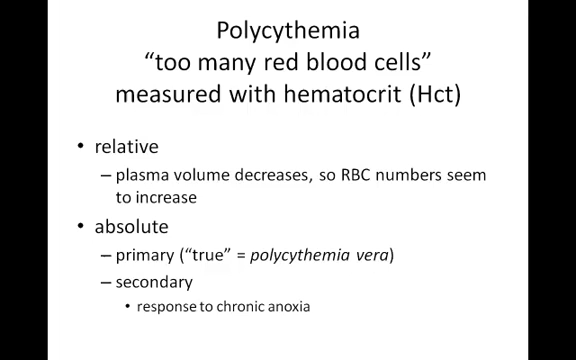 Polycythemia
“too many red blood cells”
measured with hematocrit (Hct)
• relative
– plasma volume decreases, so RBC numbers seem
to increase
• absolute
– primary (“true” = polycythemia vera)
– secondary
• response to chronic anoxia